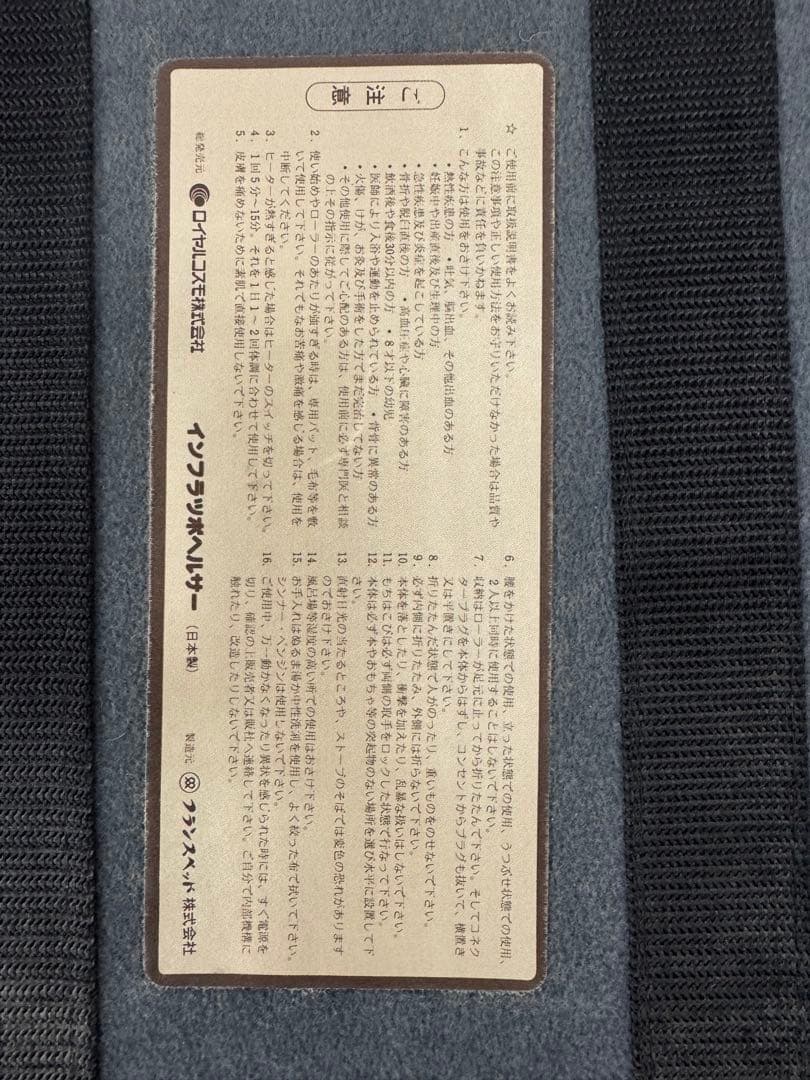 ご注意
☆ ご使用前に取扱説明書をよくお読み下さい。
この注意事項や正しい使用方法をお守りいただけなかった場合は品質や
事故などに責任を負いかねます。
1. こんな方は使用をおさけ下さい。
・熱性疾患の方 ・吐気、脳出血、その他出血のある方
・妊娠中や出産直後及び生理中の方
・急性疾患及び炎症を起こしている方
・骨折や脱臼直後の方 ・高血圧症や心臓に障害のある方
・飲酒後や食後30分以内の方 ・8才以下の幼児
・医師により入浴や運動を止められている方 ・背骨に異常のある方
・火傷、けが、お灸及び手術をした方でまだ完治してない方
・その他使用に際してご心配のある方は、使用前に必ず専門医と相談
の上その指示に従がって下さい。
2. 使い始めやローラーのあたりが強すぎる時は、専用パット、毛布等を敷
いて使用して下さい。それでもなお苦痛や激痛を感じる場合は、使用を
中断してください。
3. ヒーターが熱すぎると感じた場合はヒーターのスイッチを切って下さい。
4. 1回5分〜15分。それを1日1〜2回体調に合わせて使用して下さい。
5. 皮膚を痛めないために素肌で直接使用しないで下さい。
6. 腰をかけた状態での使用、立った状態での使用、うつぶせ状態での使用、
2人以上同時に使用することはしないで下さい。
7. 収納はローラーが足元に止ってから折りたたんで下さい。そしてコネク
タープラグを本体からはずし、コンセントからプラグも抜いて、横置き
又は平置きにして下さい。
8. 折りたたんだ状態で人がのったり、重いものをのせないで下さい。
9. 必ず内側に折りたたみ、外側には折らないで下さい。
10. 本体を落としたり、衝撃を加えたり、乱暴な扱いはしないで下さい。
11. もちはこびは必ず両側の取手をロックした状態で行なって下さい。
12. 本体は必ず本やおもちゃ等の突起物のない場所を選び水平に設置して下
さい。
13. 直射日光の当たるところや、ストーブのそばでは変色の恐れがあります
のでおさけ下さい。
14. 風呂場等湿度の高い所での使用はおさけ下さい。
15. お手入れはぬるま湯か中性洗剤を使用し、よく絞った布で拭いて下さい。
シンナー・ベンジンは使用しないで下さい。
16. ご使用中、万一動かなくなったり異状を感じられた時には、すぐ電源を
切り、確認の上販売者又は販社へ連絡して下さい。ご自分で内部機構に
触れたり、改造したりしないで下さい。
総発売元 ロイヤルコスモ株式会社 インフラツボヘルサー (日本製) 製造元 フランスベッド株式会社